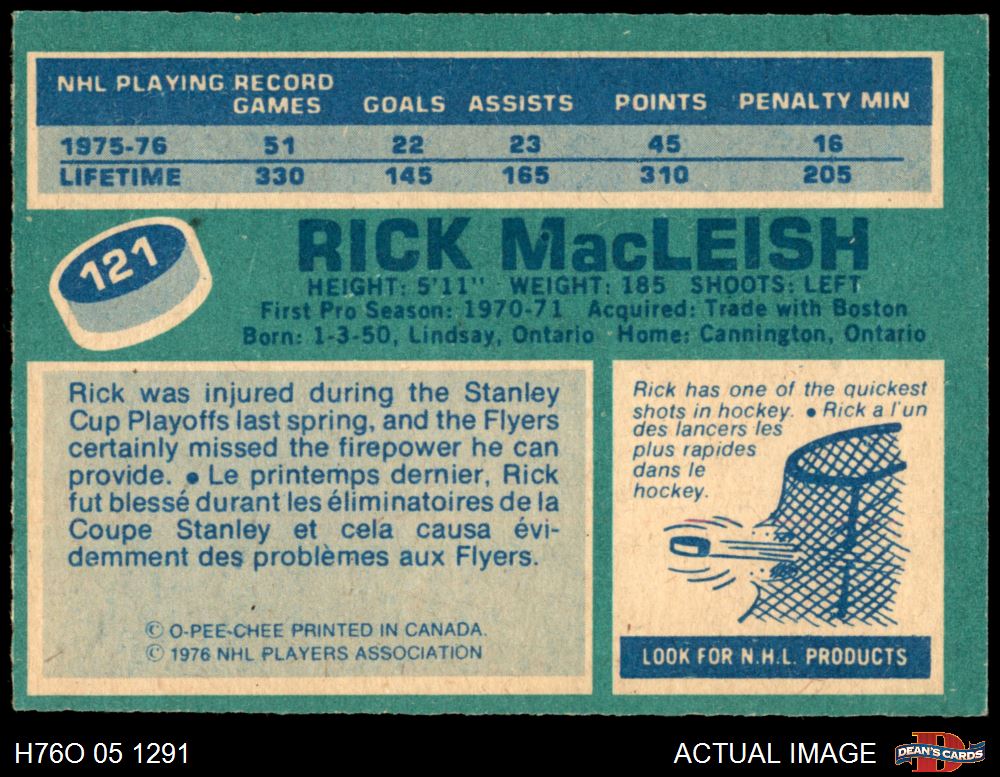 NHL PLAYING RECORD
GAMES GOALS ASSISTS POINTS PENALTY MIN
1975-76 51 22 23 45 16
LIFETIME 330 145 165 310 205
121
RICK MacLEISH
HEIGHT: 5'11" WEIGHT: 185 SHOOTS: LEFT
First Pro Season: 1970-71 Acquired: Trade with Boston
Born: 1-3-50, Lindsay, Ontario Home: Cannington, Ontario
Rick was injured during the Stanley
Cup Playoffs last spring, and the Flyers
certainly missed the firepower he can
provide. ● Le printemps dernier, Rick
fut blessé durant les éliminatoires de la
Coupe Stanley et cela causa évi-
demment des problèmes aux Flyers.
© O-PEE-CHEE PRINTED IN CANADA.
© 1976 NHL PLAYERS ASSOCIATION
Rick has one of the quickest
shots in hockey. ● Rick a l'un
des lancers les
plus rapides
dans le
hockey.
LOOK FOR N.H.L. PRODUCTS
H76O 05 1291
ACTUAL IMAGE
D
DEAN'S CARDS